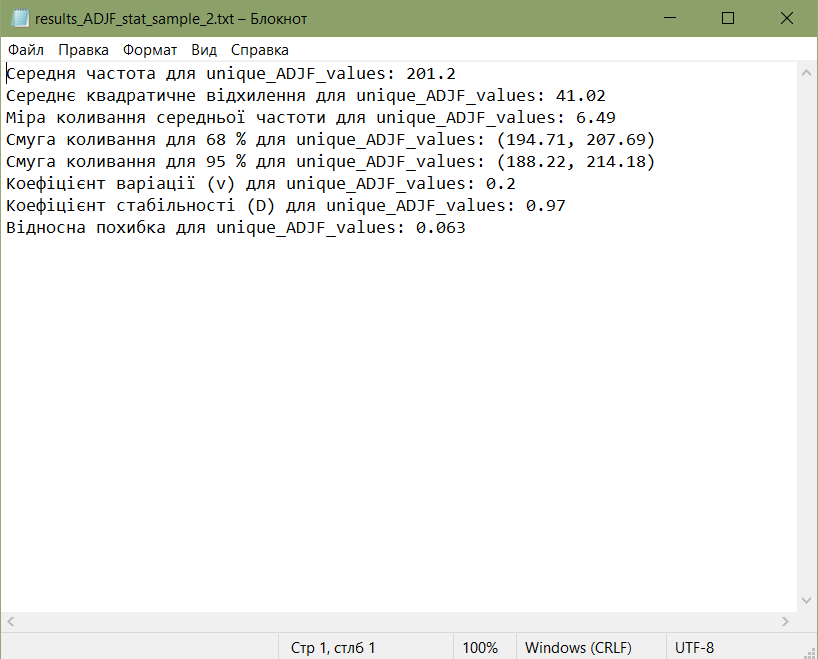 results_ADJF_stat_sample_2.txt – Блокнот
Файл Правка Формат Вид Справка
Середня частота для unique_ADJF_values: 201.2
Середнє квадратичне відхилення для unique_ADJF_values: 41.02
Міра коливання середньої частоти для unique_ADJF_values: 6.49
Смуга коливання для 68 % для unique_ADJF_values: (194.71, 207.69)
Смуга коливання для 95 % для unique_ADJF_values: (188.22, 214.18)
Коефіцієнт варіації (v) для unique_ADJF_values: 0.2
Коефіцієнт стабільності (D) для unique_ADJF_values: 0.97
Відносна похибка для unique_ADJF_values: 0.063
Стр 1, стлб 1 100% Windows (CRLF) UTF-8